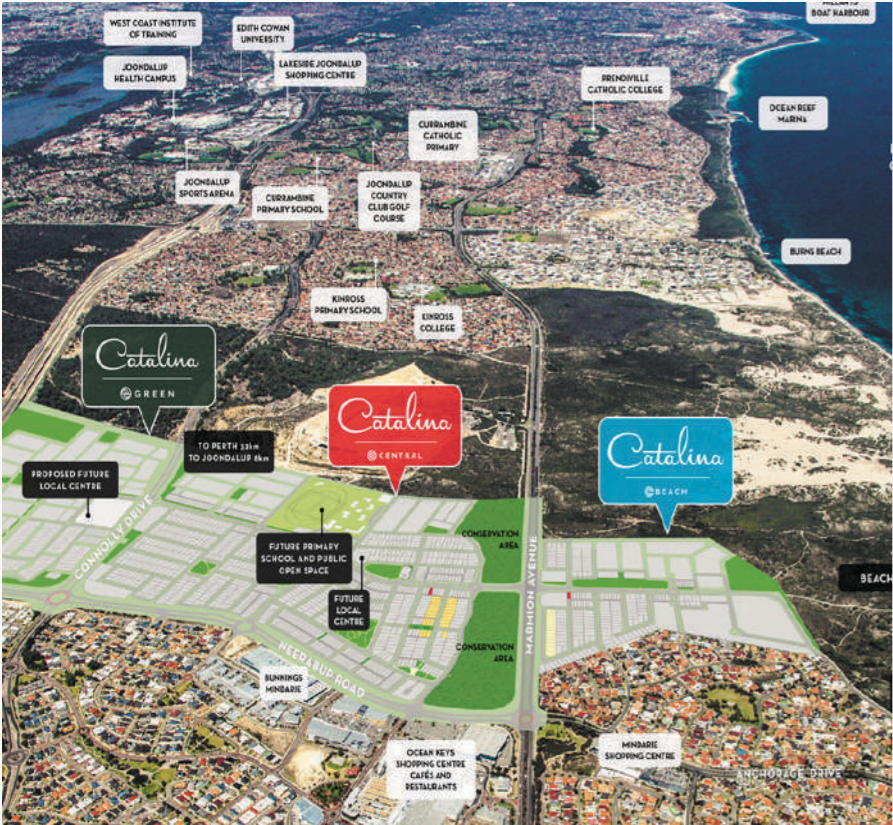 WEST COAST INSTITUTE
OF TRAINING
EDITH COWAN
UNIVERSITY
BOAT HARBOUR
JOONDALUP
HEALTH CAMPUS
LAKESIDE JOONDALUP
SHOPPING CENTRE
PRENDIVILLE
CATHOLIC COLLEGE
OCEAN REEF
MARINA
CURRAMBINE
CATHOLIC
PRIMARY
JOONDALUP
SPORTS ARENA
CURRAMBINE
PRIMARY SCHOOL
JOONDALUP
COUNTRY
CLUB GOLF
COURSE
BURNS BEACH
KINROSS
PRIMARY SCHOOL
KINROSS
COLLEGE
Catalina
GREEN
Catalina
CENTRAL
Catalina
BEACH
TO PERTH 32km
TO JOONDALUP 8km
PROPOSED FUTURE
LOCAL CENTRE
CONNOLLY DRIVE
FUTURE PRIMARY
SCHOOL AND PUBLIC
OPEN SPACE
CONSERVATION
AREA
MARMION AVENUE
BEACH
FUTURE
LOCAL
CENTRE
CONSERVATION
AREA
NEERABUP ROAD
BUNNINGS
MINDARIE
OCEAN KEYS
SHOPPING CENTRE
CAFÉS AND
RESTAURANTS
MINDARIE
SHOPPING CENTRE
ANCHORAGE DRIVE